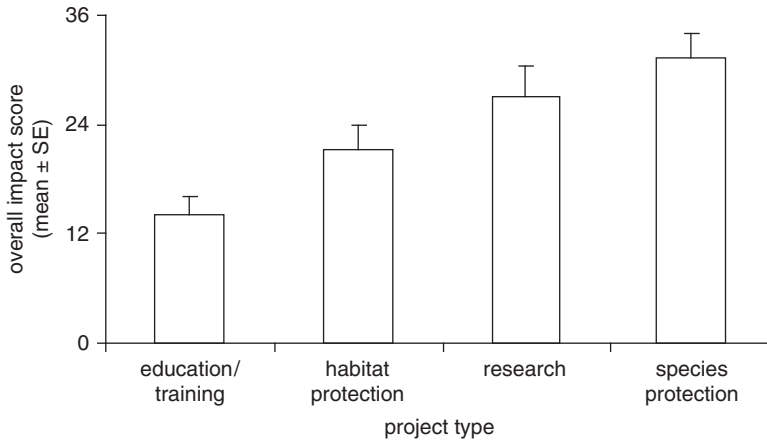 overall impact score
(mean ± SE)
36
24
12
0
education/
training
habitat
protection
research
species
protection
project type